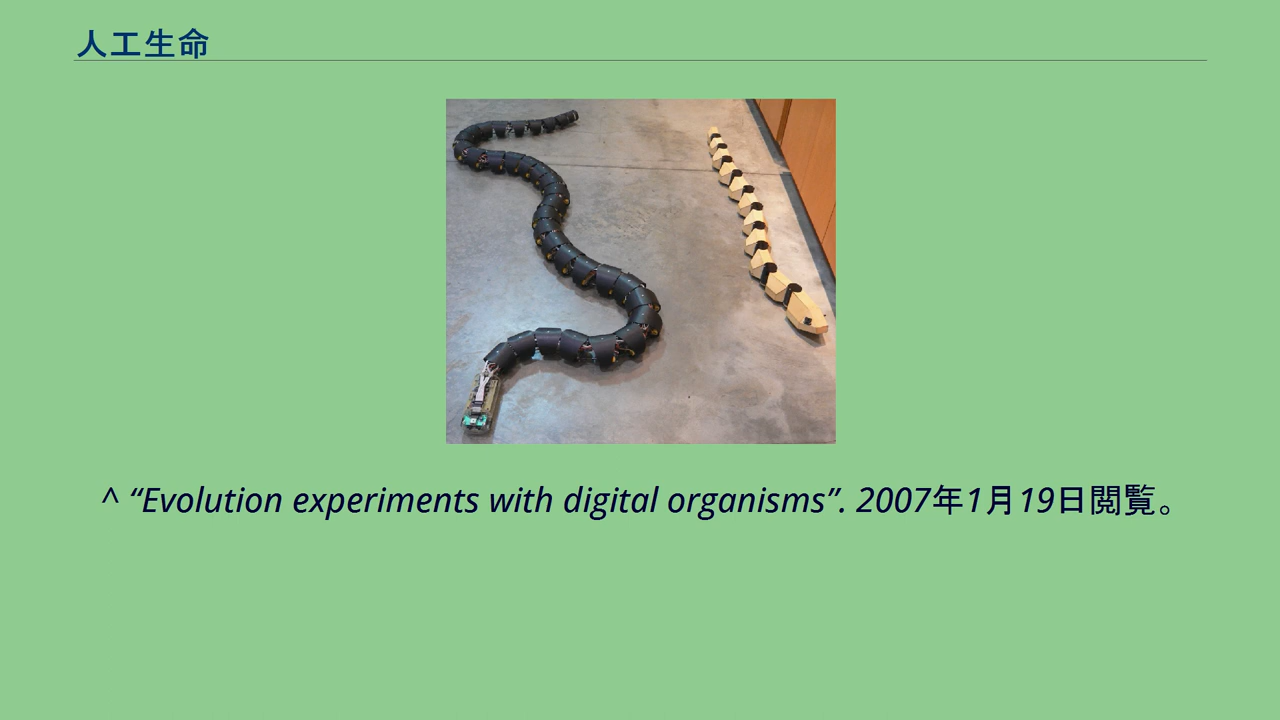 人工生命
^ “Evolution experiments with digital organisms”. 2007年1月19日閲覧。